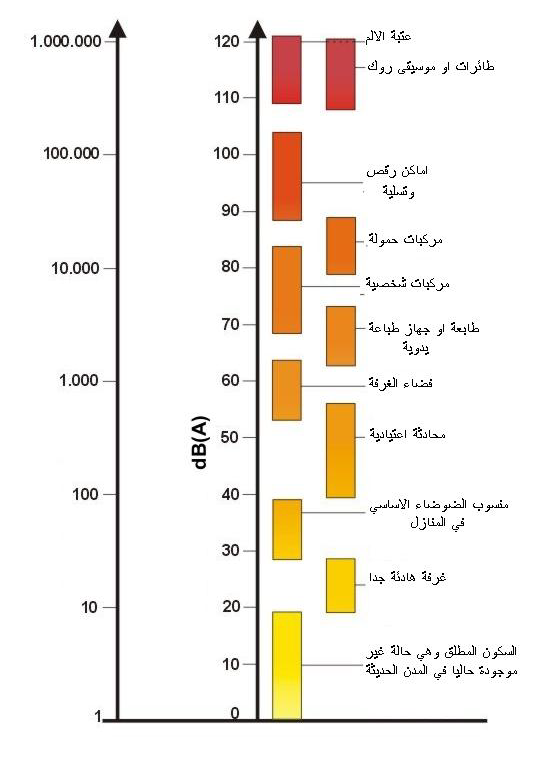 1.000.000
100.000
10.000
1.000
100
10
1
dB(A)
120
110
100
90
80
70
60
50
40
30
20
10
0
عتبة الالم
طائرات او موسيقى روك
اماكن رقص
وتسلية
مركبات حمولة
مركبات شخصية
طابعة او جهاز طباعة
يدوية
فضاء الغرفة
محادثة اعتيادية
منسوب الضوضاء الاساسي
في المنازل
غرفة هادئة جدا
السكون المطلق وهي حالة غير
موجودة حاليا في المدن الحديثة